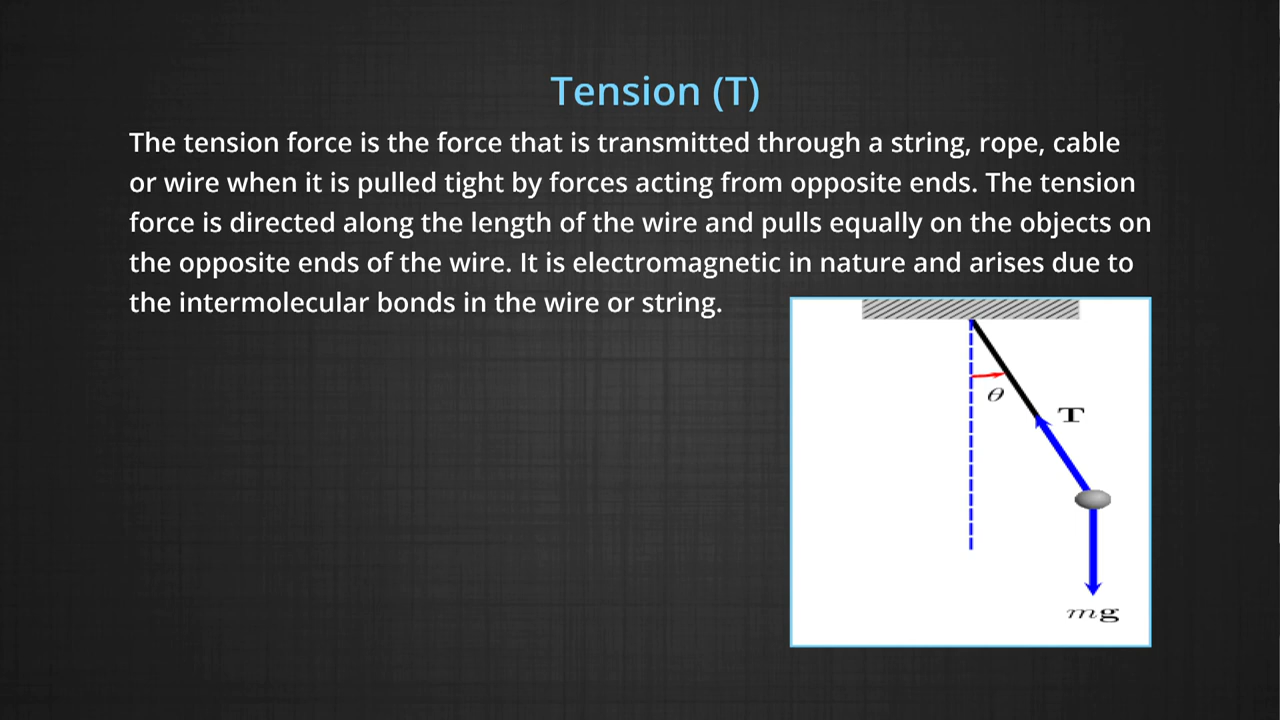 Tension (T)
The tension force is the force that is transmitted through a string, rope, cable
or wire when it is pulled tight by forces acting from opposite ends. The tension
force is directed along the length of the wire and pulls equally on the objects on
the opposite ends of the wire. It is electromagnetic in nature and arises due to
the intermolecular bonds in the wire or string.
θ
T
mg